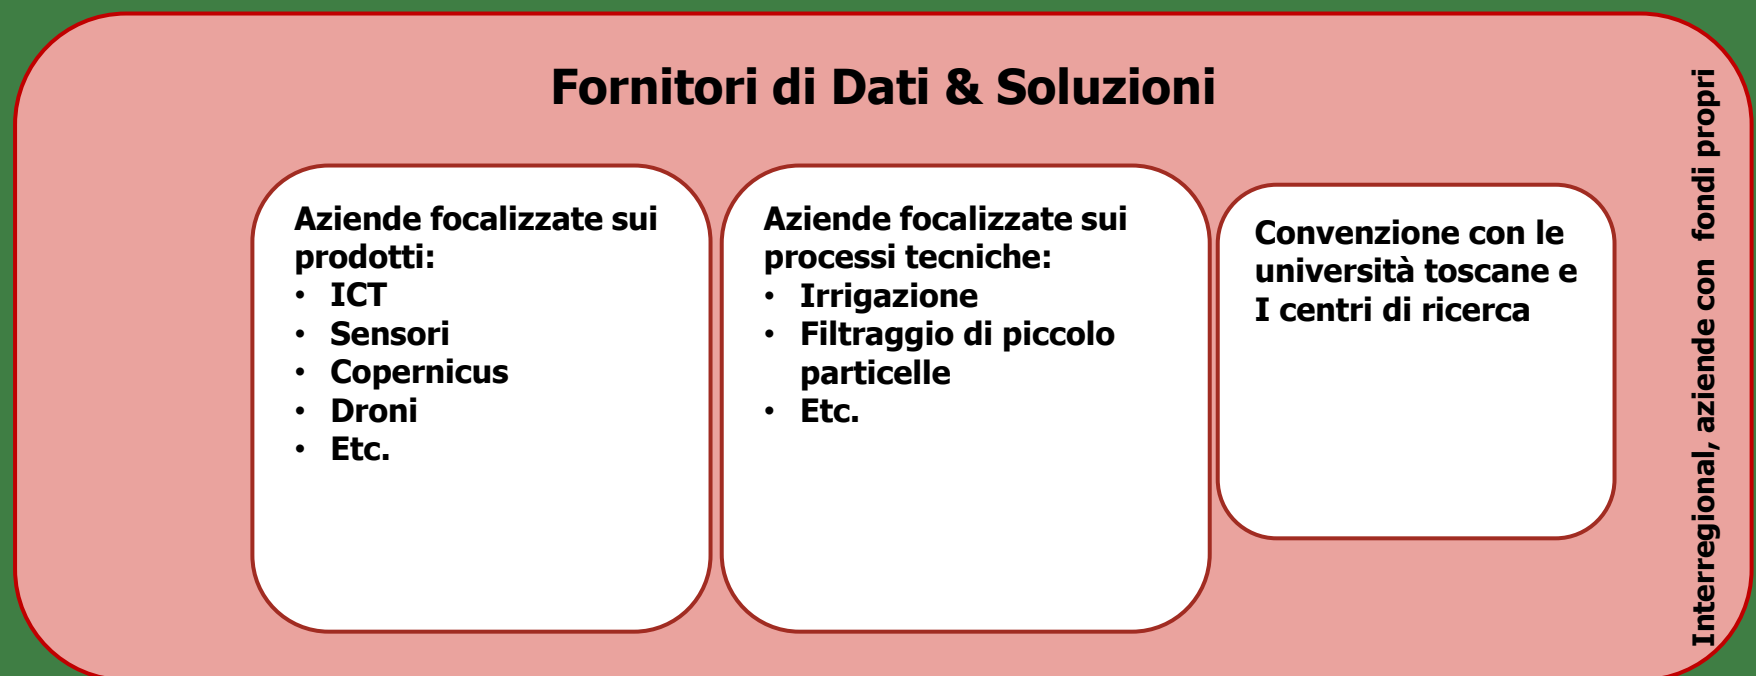 Fornitori di Dati & Soluzioni
Aziende focalizzate sui
prodotti:
• ICT
• Sensori
• Copernicus
• Droni
• Etc.
Aziende focalizzate sui
processi tecniche:
• Irrigazione
• Filtraggio di piccolo
particelle
• Etc.
Convenzione con le
università toscane e
I centri di ricerca
Interregional, aziende con  fondi propri